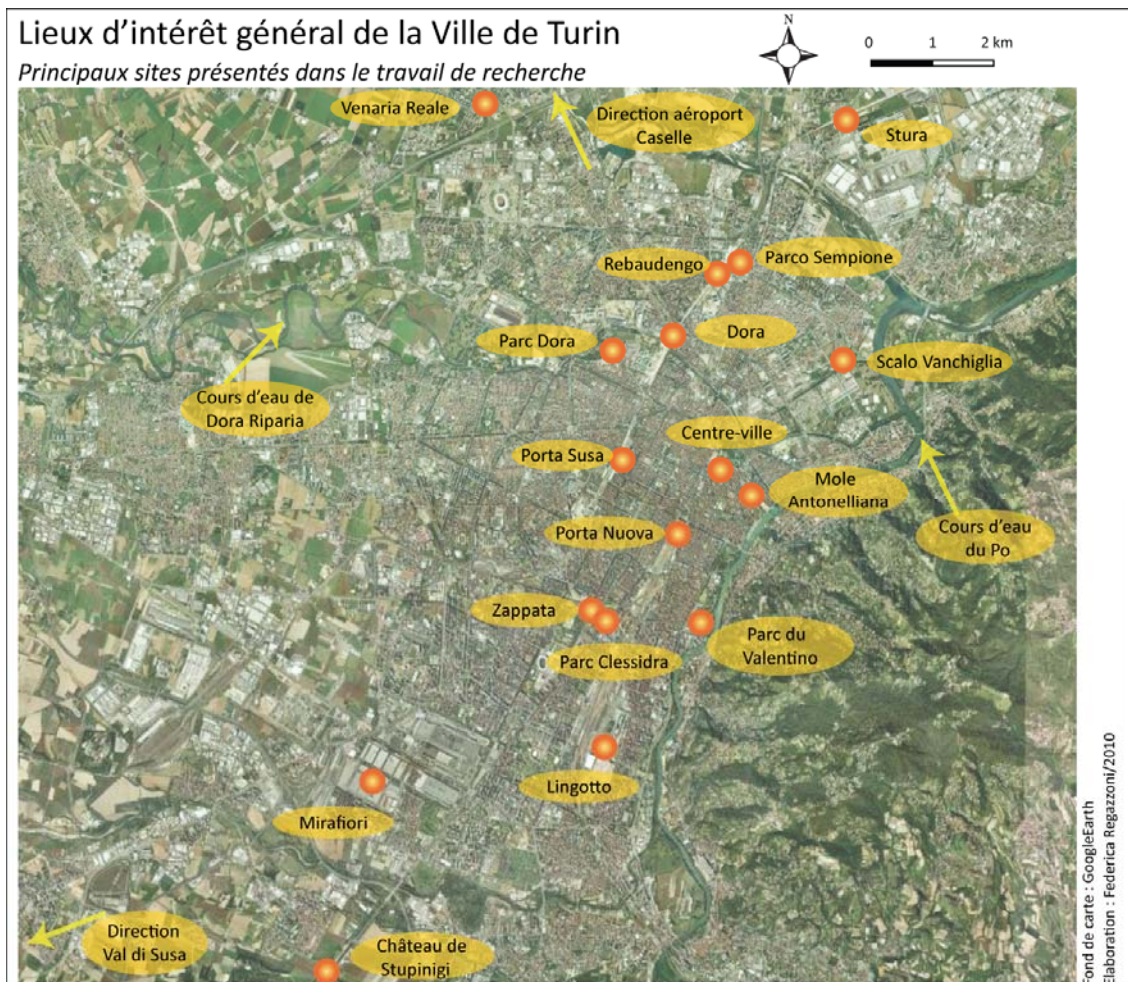 Lieux d'intérêt général de la Ville de Turin
Principaux sites présentés dans le travail de recherche
N
0 1 2 km
Venaria Reale
Direction aéroport
Caselle
Stura
Rebaudengo
Parco Sempione
Parc Dora
Dora
Scalo Vanchiglia
Cours d'eau de
Dora Riparia
Centre-ville
Porta Susa
Mole
Antonelliana
Porta Nuova
Cours d'eau
du Po
Zappata
Parc Clessidra
Parc du
Valentino
Lingotto
Mirafiori
Direction
Val di Susa
Château de
Stupinigi
Fond de carte : GoogleEarth
Elaboration : Federica Regazzoni/2010